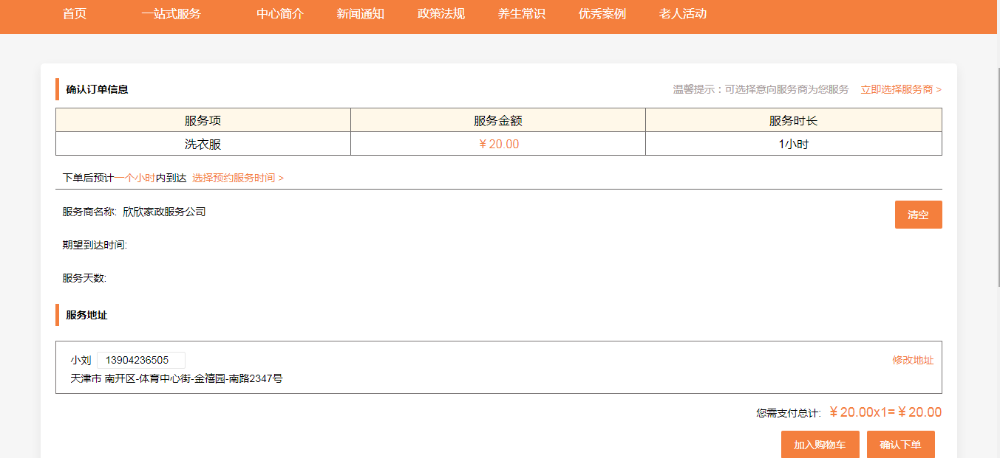 首页 一站式服务 中心简介 新闻通知 政策法规 养生常识 优秀案例 老人活动
确认订单信息 温馨提示：可选择意向服务商为您服务 立即选择服务商 >
服务项 服务金额 服务时长
洗衣服 ￥20.00 1小时
下单后预计一个小时内到达 选择预约服务时间 >
服务商名称: 欣欣家政服务公司 清空
期望到达时间:
服务天数:
服务地址
小刘 13904236505 修改地址
天津市 南开区-体育中心街-金禧园-南路2347号
您需支付总计: ￥20.00x1=￥20.00
加入购物车 确认下单